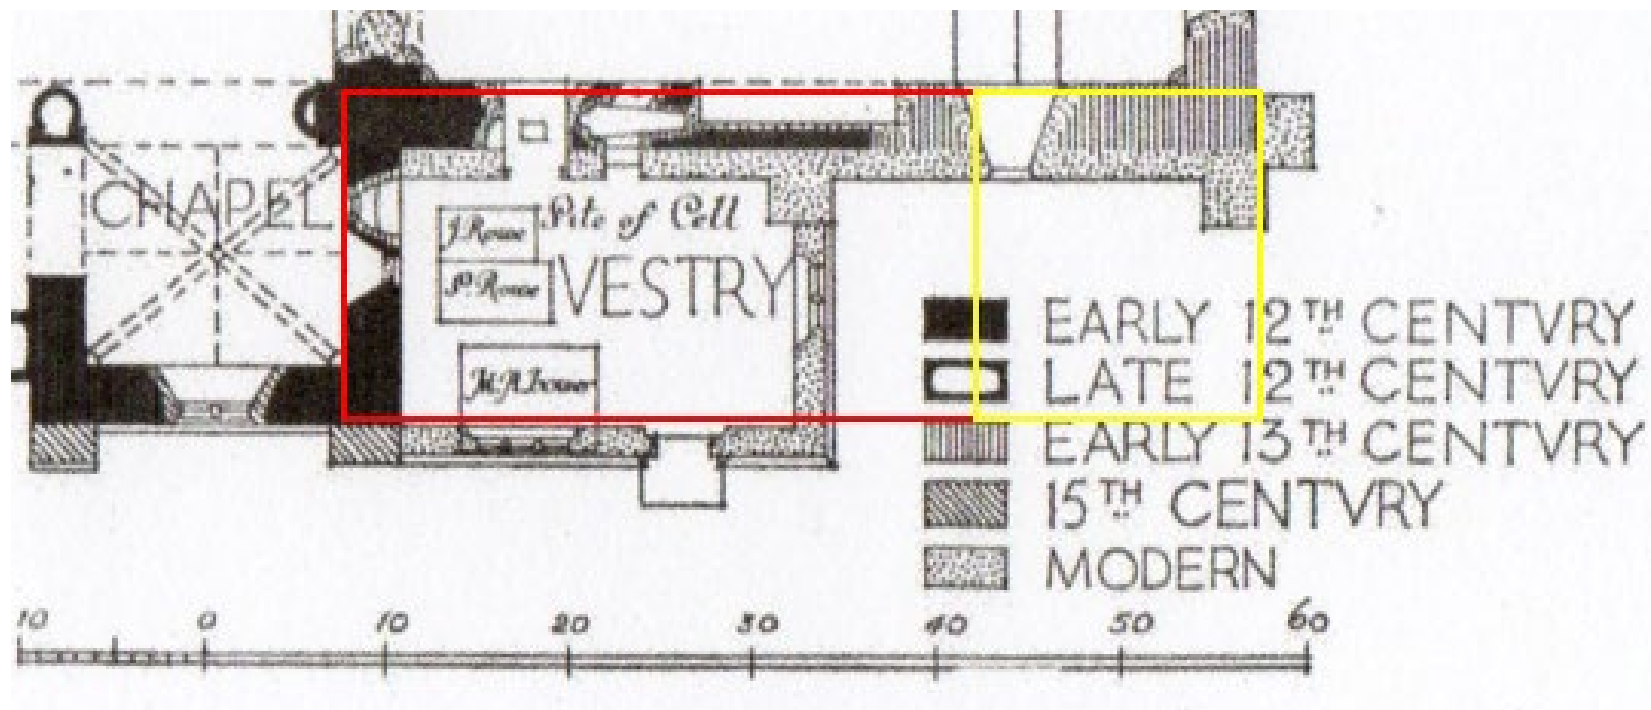 CHAPEL
Site of Cell
J. Rowe
VESTRY
EARLY 12TH CENTVRY
LATE 12TH CENTVRY
EARLY 13TH CENTVRY
15TH CENTVRY
MODERN
10 0 10 20 30 40 50 60